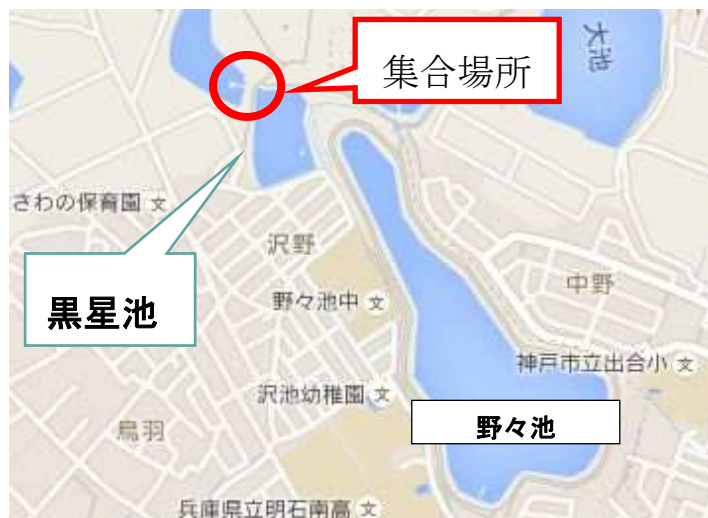 大池
集合場所
さわの保育園 文
沢野
黒星池
野々池中 文
中野
神戸市立出合小 文
沢池幼稚園 文
野々池
鳥羽
兵庫県立明石南高 文